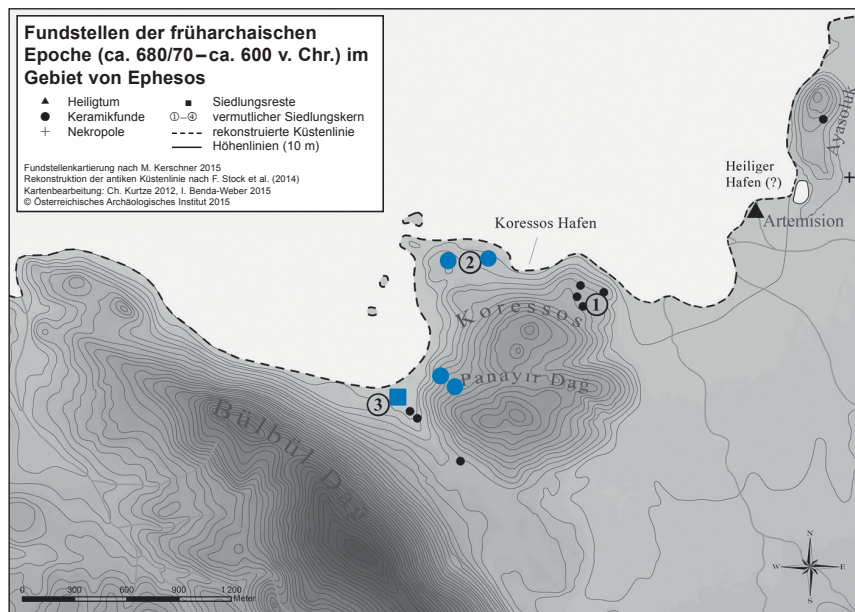 Fundstellen der früharchaischen
Epoche (ca. 680/70–ca. 600 v. Chr.) im
Gebiet von Ephesos
Heiligtum
Keramikfunde
Nekropole
Siedlungsreste
①–④ vermutlicher Siedlungskern
rekonstruierte Küstenlinie
Höhenlinien (10 m)
Fundstellenkartierung nach M. Kerschner 2015
Rekonstruktion der antiken Küstenlinie nach F. Stock et al. (2014)
Kartenbearbeitung: Ch. Kurtze 2012, I. Benda-Weber 2015
© Österreichisches Archäologisches Institut 2015
Ayasoluk
Heiliger
Hafen (?)
Artemision
Koressos Hafen
2
1
Koressos
Panayır Dag
3
Bülbül Dağ
0 300 600 900 1 200
Meter
N
W E
S